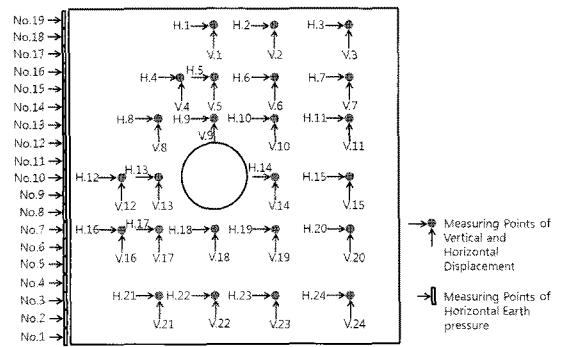 No.19
No.18
No.17
No.16
No.15
No.14
No.13
No.12
No.11
No.10
No.9
No.8
No.7
No.6
No.5
No.4
No.3
No.2
No.1
H.1 H.2 H.3
V.1 V.2 V.3
H.4 H.5 H.6 H.7
V.4 V.5 V.6 V.7
H.8 H.9 H.10 H.11
V.8 V.9 V.10 V.11
H.12 H.13 H.14 H.15
V.12 V.13 V.14 V.15
H.16 H.17 H.18 H.19 H.20
V.16 V.17 V.18 V.19 V.20
H.21 H.22 H.23 H.24
V.21 V.22 V.23 V.24
Measuring Points of
Vertical and
Horizontal
Displacement
Measuring Points of
Horizontal Earth
pressure